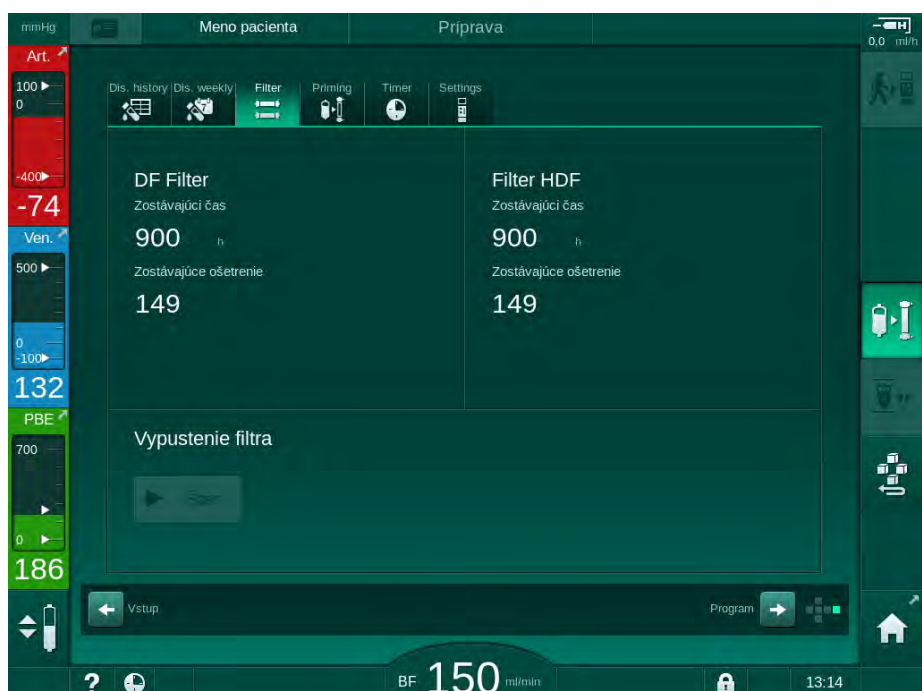 mmHg
Meno pacienta
Príprava
0,0 ml/h
Art.
100
0
-400
-74
Ven.
500
0
-100
132
PBE
700
0
186
Dis. history
Dis. weekly
Filter
Priming
Timer
Settings
7
DF Filter
Zostávajúci čas
900 h
Zostávajúce ošetrenie
149
Filter HDF
Zostávajúci čas
900 h
Zostávajúce ošetrenie
149
Vypustenie filtra
Vstup
Program
?
BF 150 ml/min
13:14